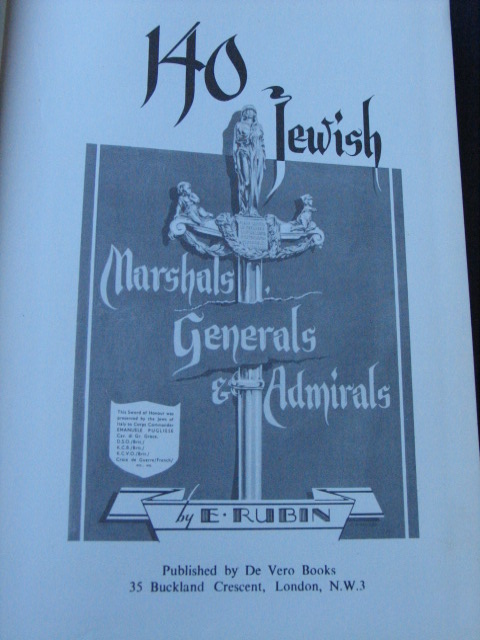 140
Jewish
Marshals,
Generals
& Admirals
This Sword of Honour was
presented by the Jews of
Italy to Corps Commander
EMANUELE PUGLIESE
by E. RUBIN
Published by De Vero Books
35 Buckland Crescent, London, N.W.3